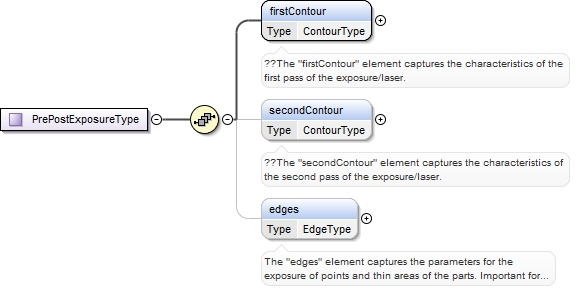 firstContour
Type ContourType
??The "firstContour" element captures the characteristics of the
first pass of the exposure/laser.
PrePostExposureType
secondContour
Type ContourType
??The "secondContour" element captures the characteristics of
the second pass of the exposure/laser.
edges
Type EdgeType
The "edges" element captures the parameters for the
exposure of points and thin areas of the parts. Important for...